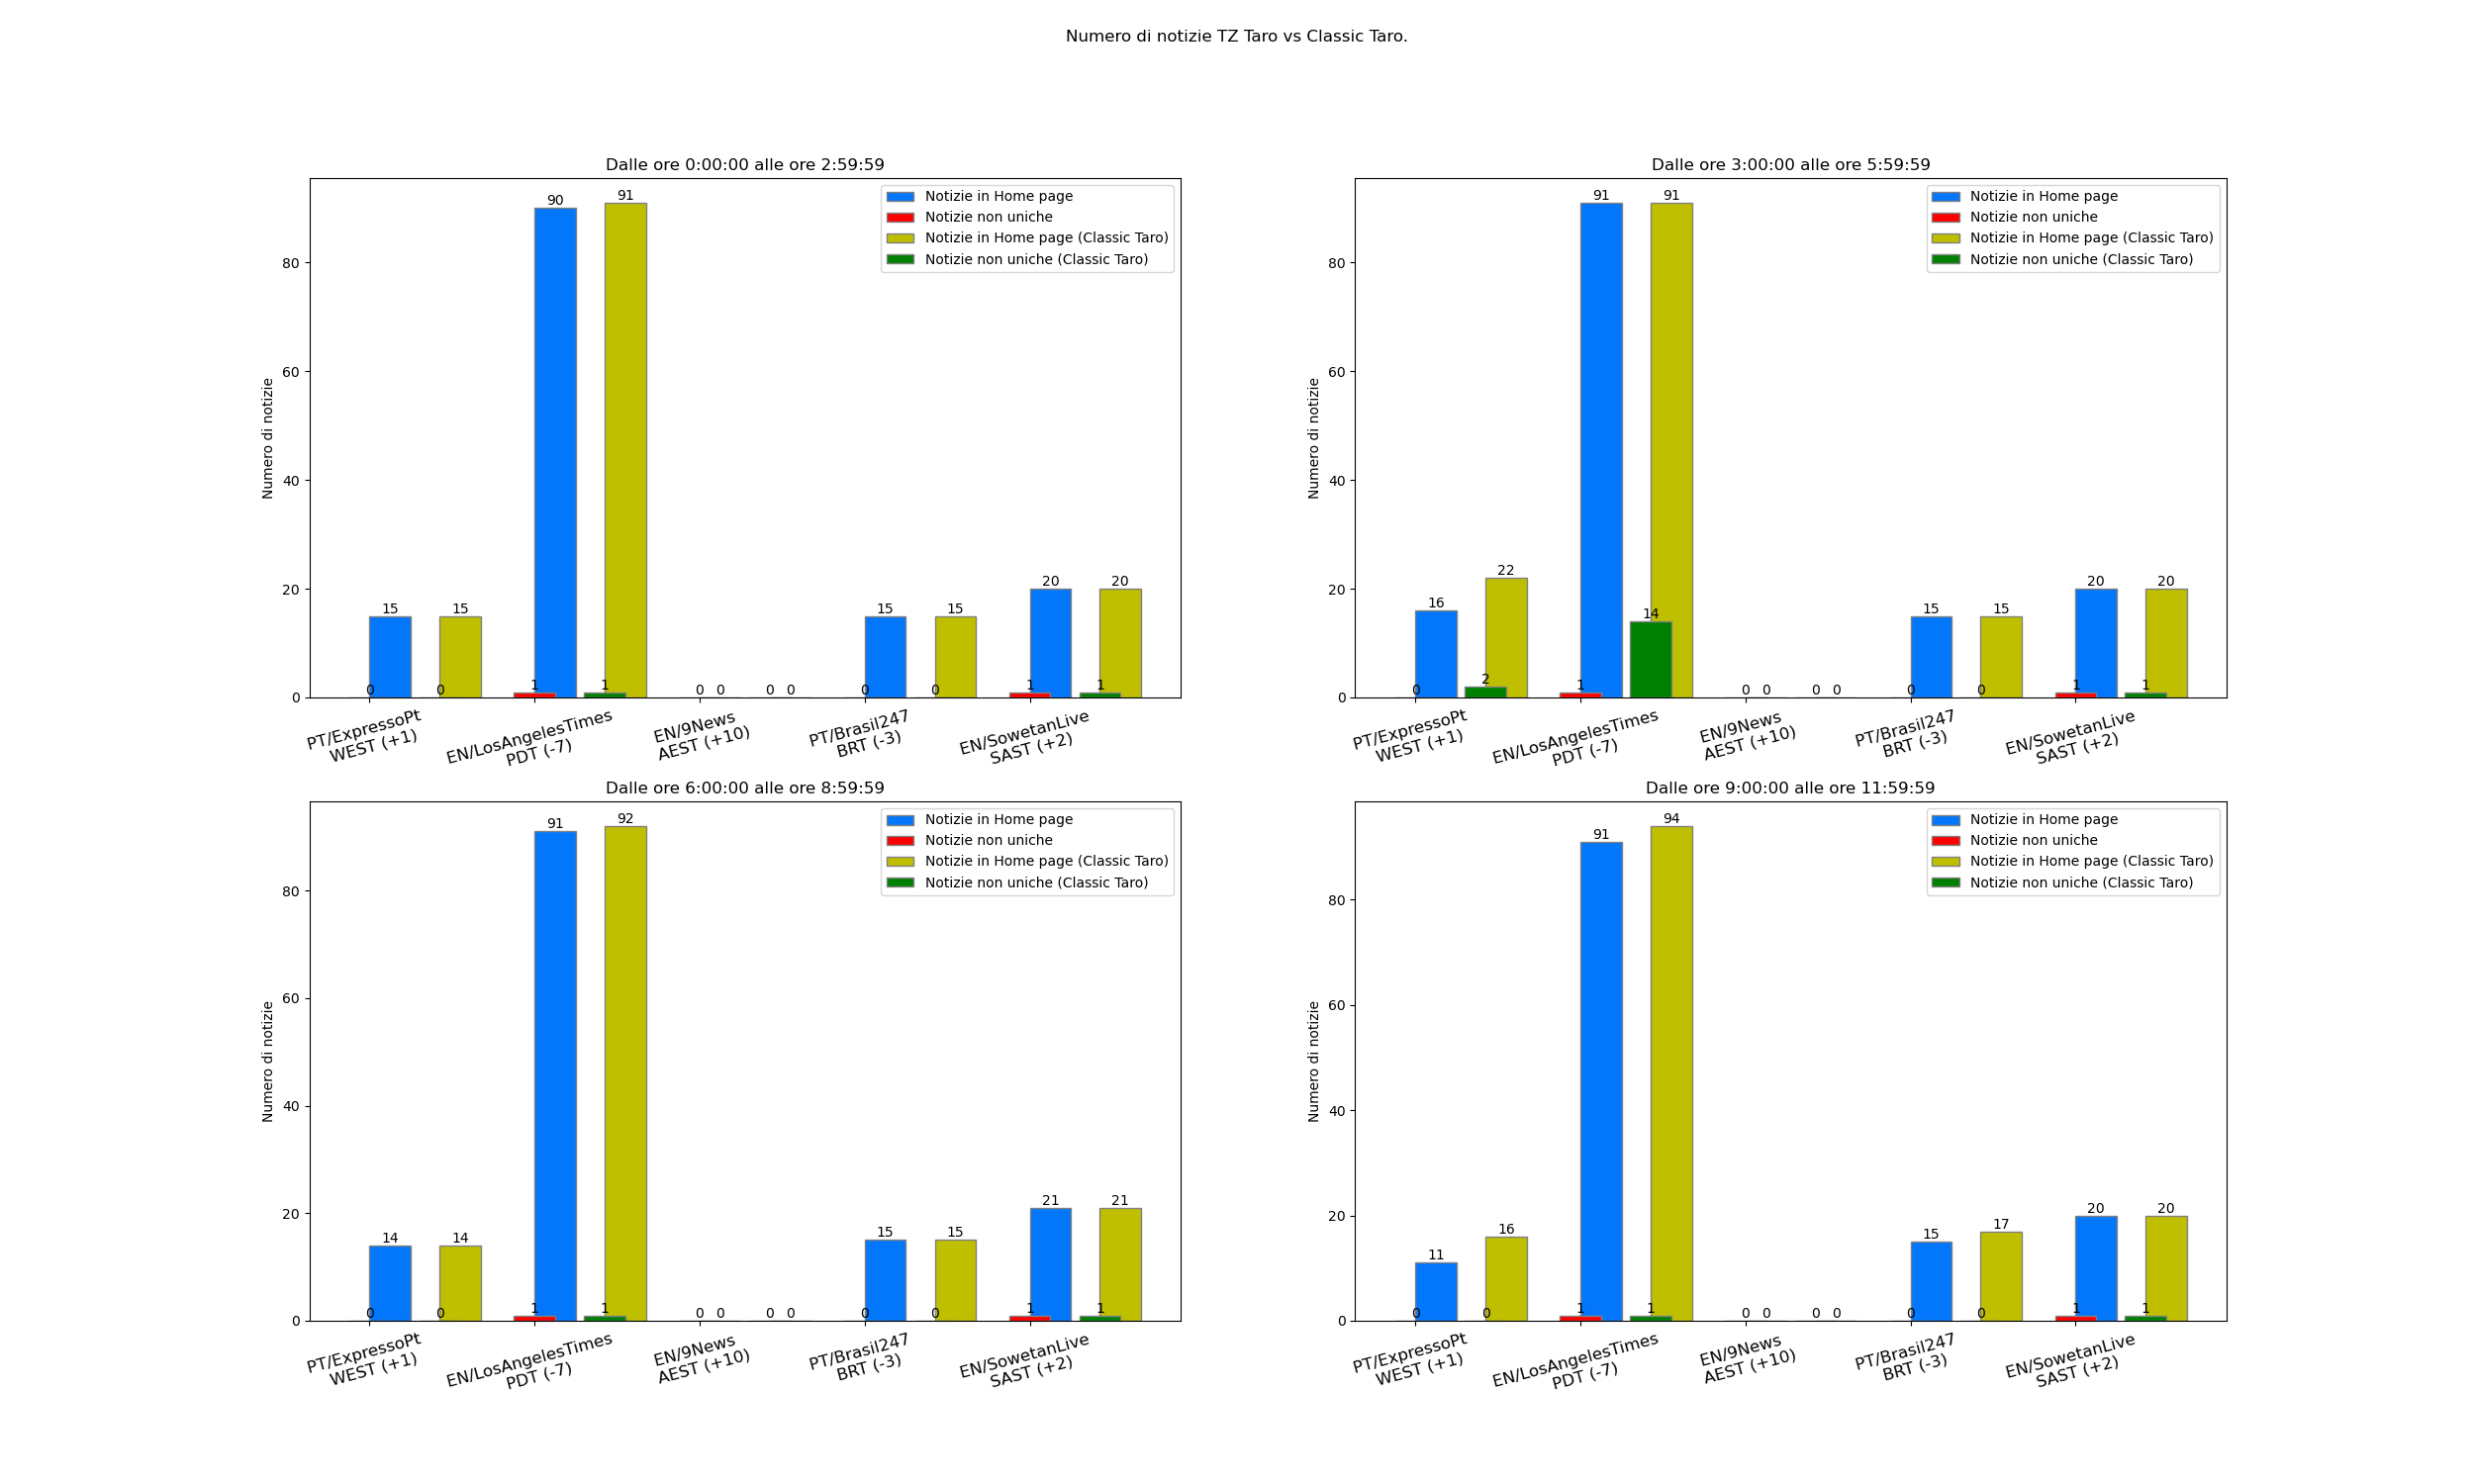 Numero di notizie TZ Taro vs Classic Taro.
Dalle ore 0:00:00 alle ore 2:59:59
Numero di notizie
80
60
40
20
0
Notizie in Home page
Notizie non uniche
Notizie in Home page (Classic Taro)
Notizie non uniche (Classic Taro)
90
91
15
15
15
15
20
20
0
0
1
1
0
0
0
0
0
0
1
1
PT/ExpressoPt
WEST (+1)
EN/LosAngelesTimes
PDT (-7)
EN/9News
AEST (+10)
PT/Brasil247
BRT (-3)
EN/SowetanLive
SAST (+2)
Dalle ore 3:00:00 alle ore 5:59:59
Numero di notizie
80
60
40
20
0
Notizie in Home page
Notizie non uniche
Notizie in Home page (Classic Taro)
Notizie non uniche (Classic Taro)
91
91
16
22
15
15
20
20
0
2
1
14
0
0
0
0
0
0
1
1
PT/ExpressoPt
WEST (+1)
EN/LosAngelesTimes
PDT (-7)
EN/9News
AEST (+10)
PT/Brasil247
BRT (-3)
EN/SowetanLive
SAST (+2)
Dalle ore 6:00:00 alle ore 8:59:59
Numero di notizie
80
60
40
20
0
Notizie in Home page
Notizie non uniche
Notizie in Home page (Classic Taro)
Notizie non uniche (Classic Taro)
91
92
14
14
15
15
21
21
0
0
1
1
0
0
0
0
0
0
1
1
PT/ExpressoPt
WEST (+1)
EN/LosAngelesTimes
PDT (-7)
EN/9News
AEST (+10)
PT/Brasil247
BRT (-3)
EN/SowetanLive
SAST (+2)
Dalle ore 9:00:00 alle ore 11:59:59
Numero di notizie
80
60
40
20
0
Notizie in Home page
Notizie non uniche
Notizie in Home page (Classic Taro)
Notizie non uniche (Classic Taro)
91
94
11
16
15
17
20
20
0
0
1
1
0
0
0
0
0
0
1
1
PT/ExpressoPt
WEST (+1)
EN/LosAngelesTimes
PDT (-7)
EN/9News
AEST (+10)
PT/Brasil247
BRT (-3)
EN/SowetanLive
SAST (+2)